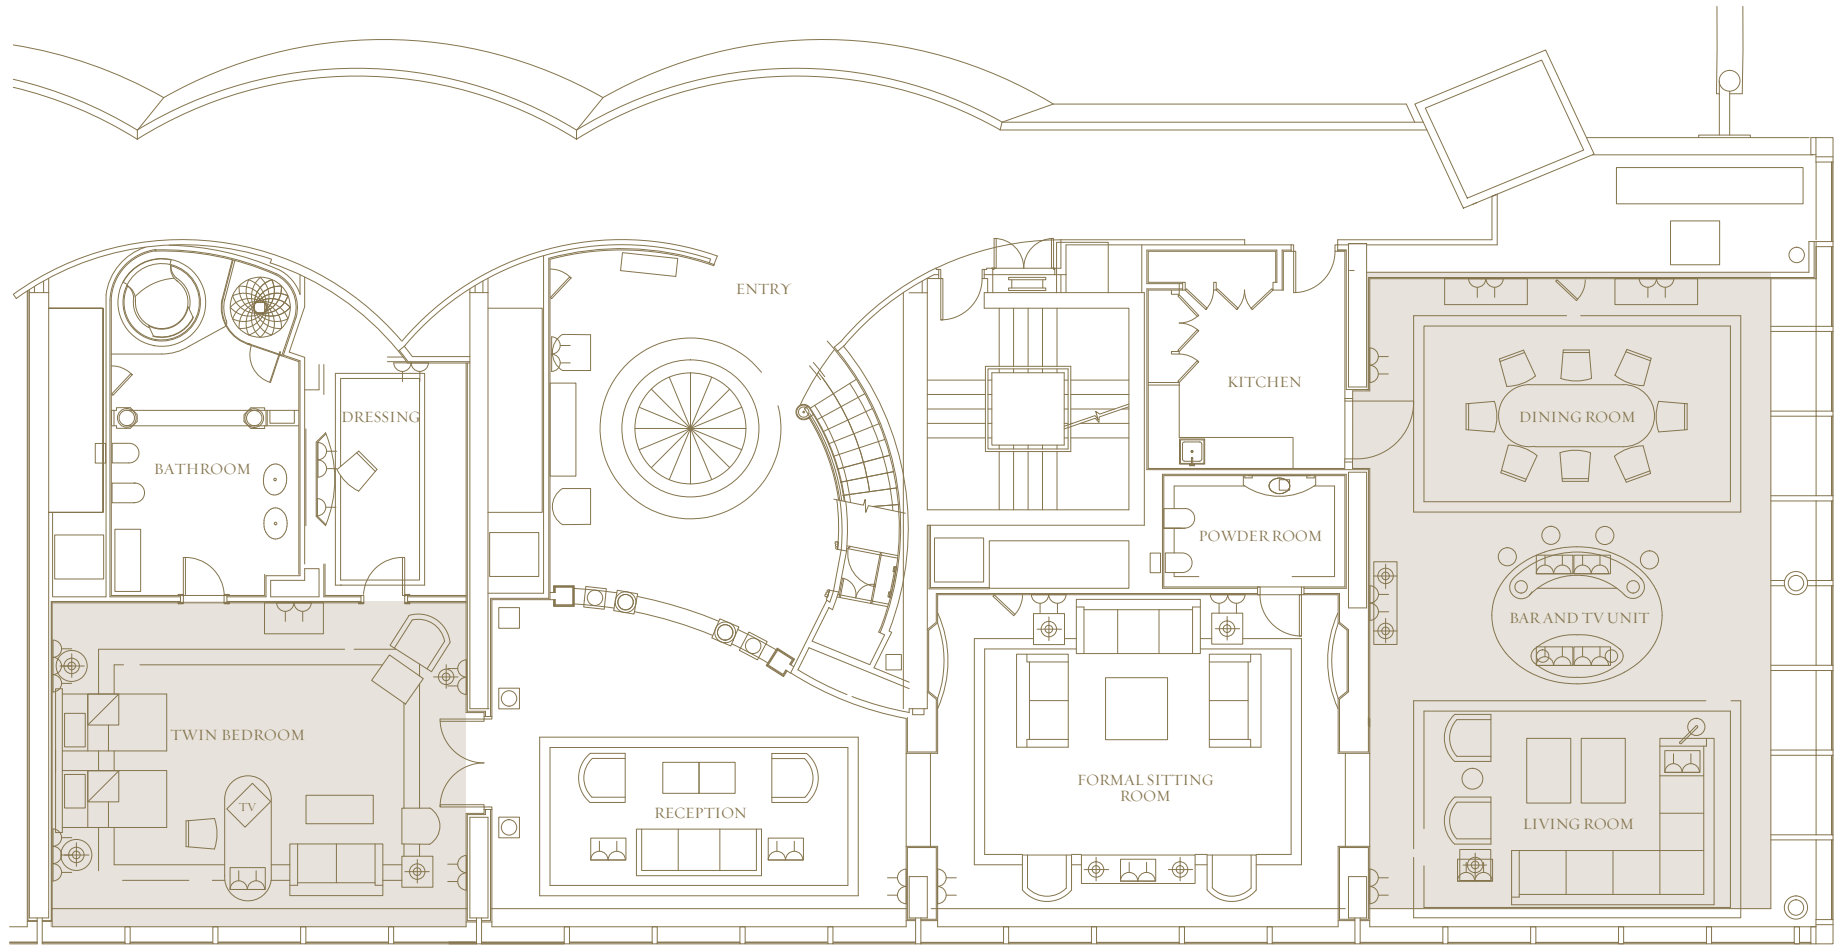 ENTRY
KITCHEN
DRESSING
DINING ROOM
BATHROOM
POWDER ROOM
BAR AND TV UNIT
TWIN BEDROOM
FORMAL SITTING
ROOM
TV
RECEPTION
LIVING ROOM